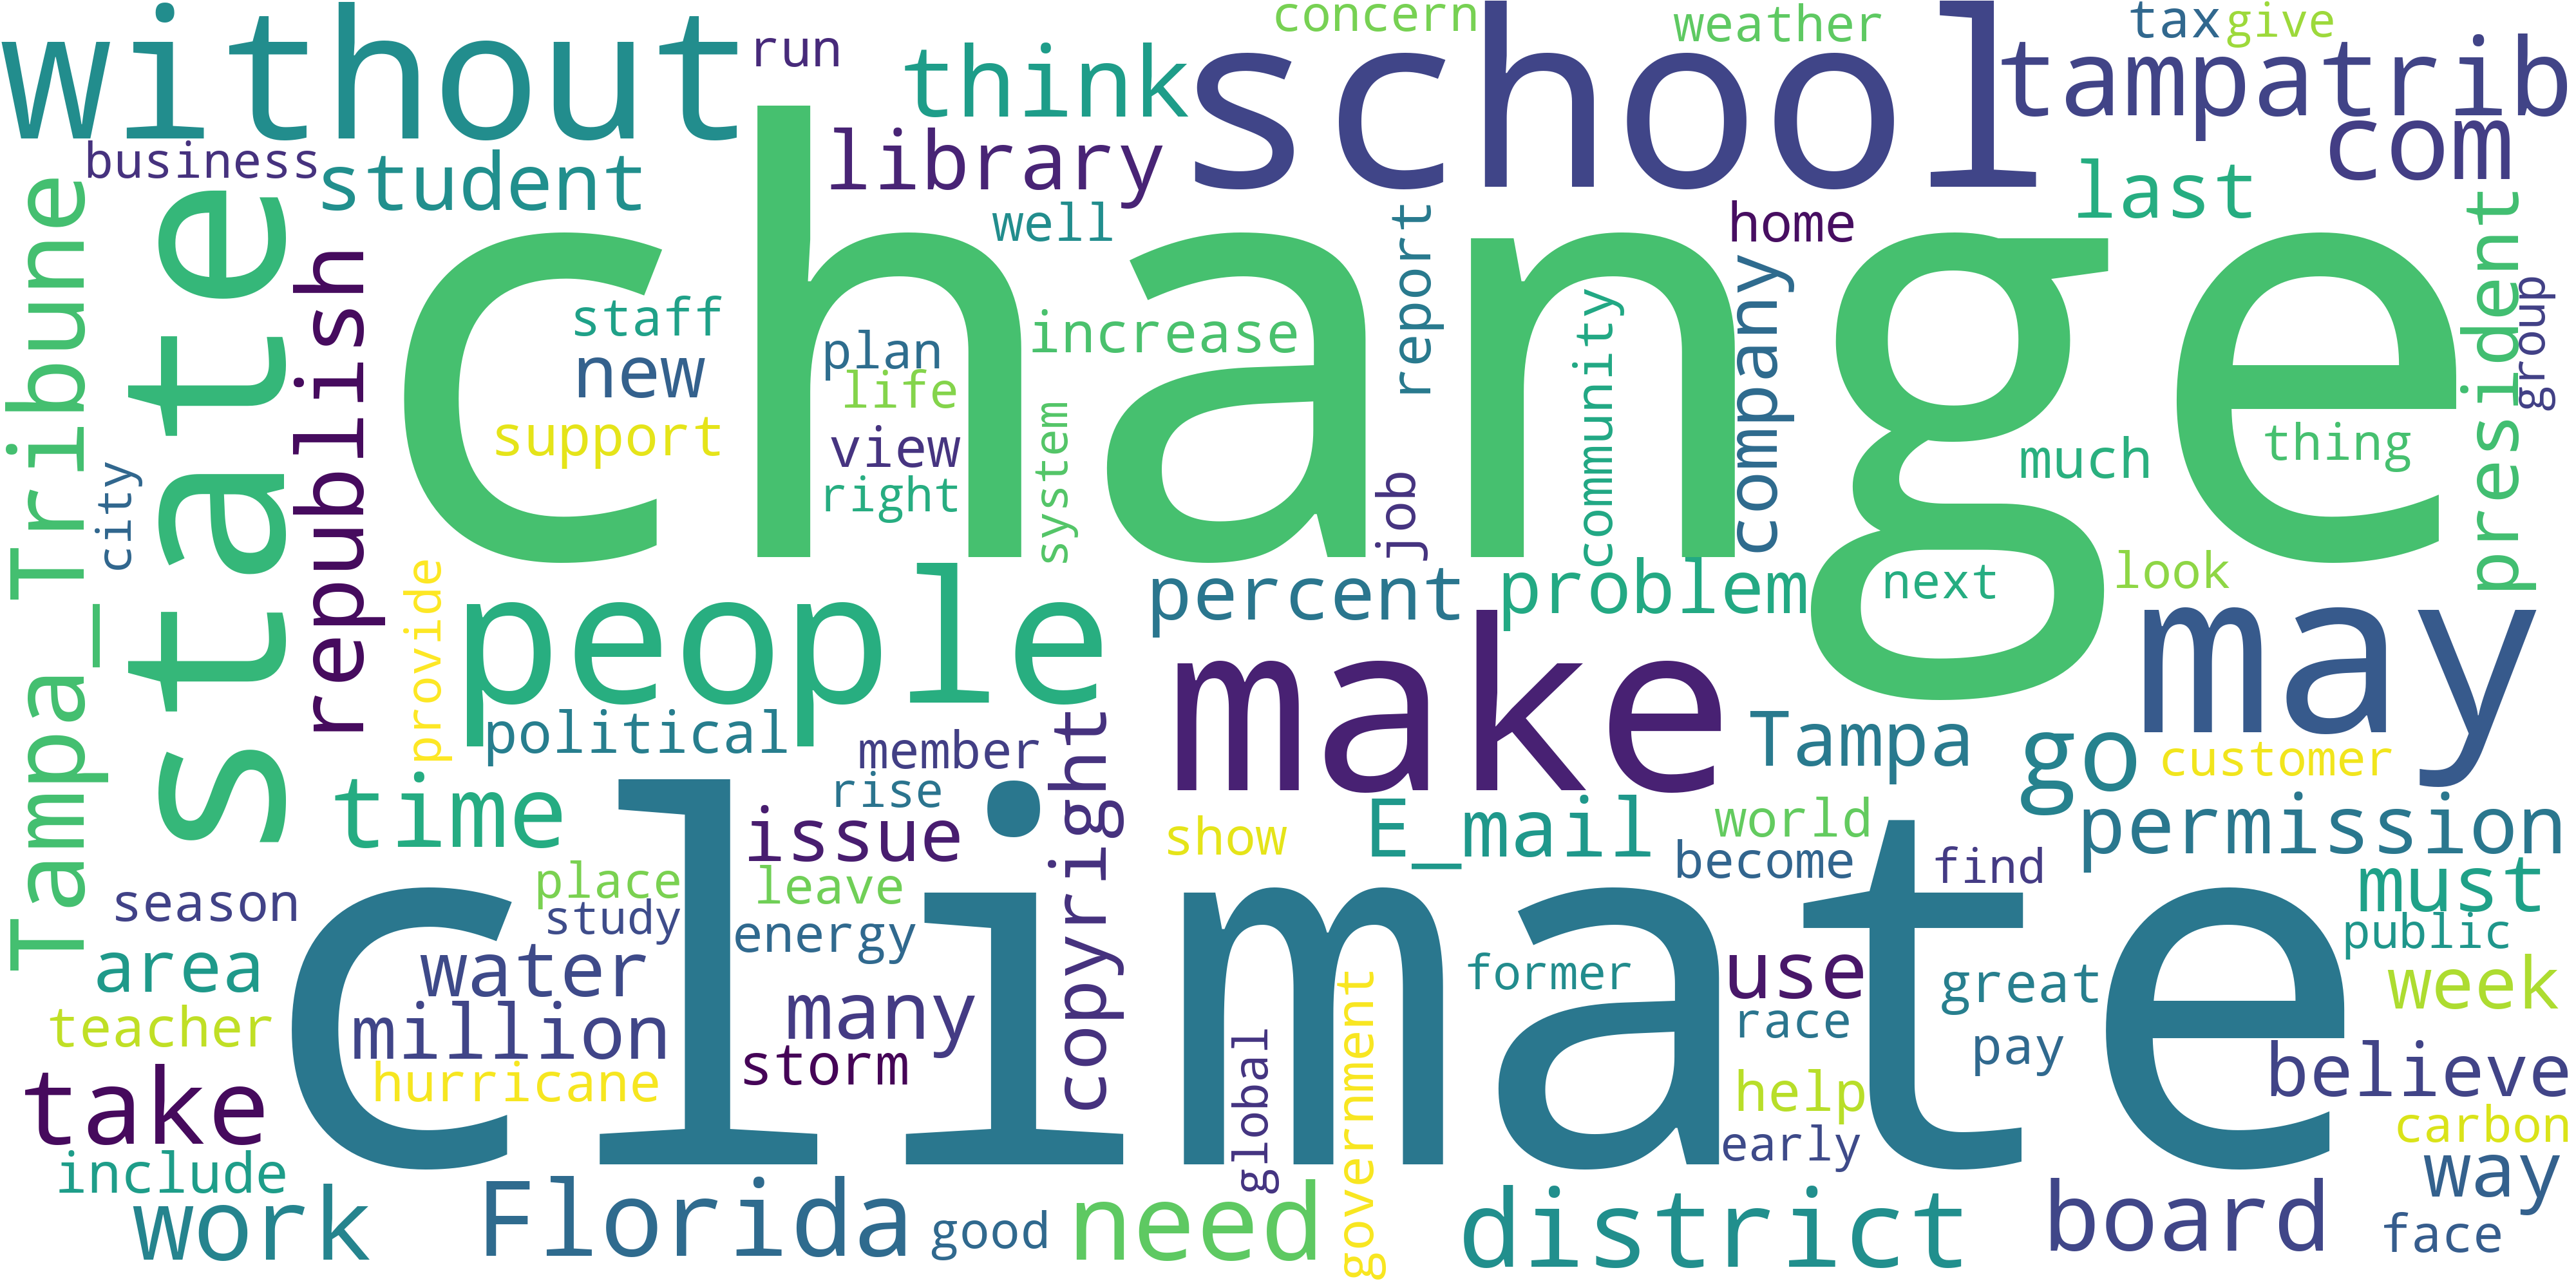 without
run
think
concern
school
weather
tax
give
tampatrib
com
business
student
library
well
report
home
last
president
group
Tampa_Tribune
state
republish
change
staff
new
support
plan
life
view
right
increase
system
job
community
company
much
thing
city
provide
people
percent
problem
next
look
may
political
member
make
Tampa
go
customer
time
rise
issue
copyright
show
E_mail
world
become
find
permission
must
public
season
place
study
leave
energy
climate
area
water
million
hurricane
many
storm
former
use
race
great
pay
week
teacher
take
global
government
help
early
believe
carbon
include
work
Florida
good
need
district
board
way
face